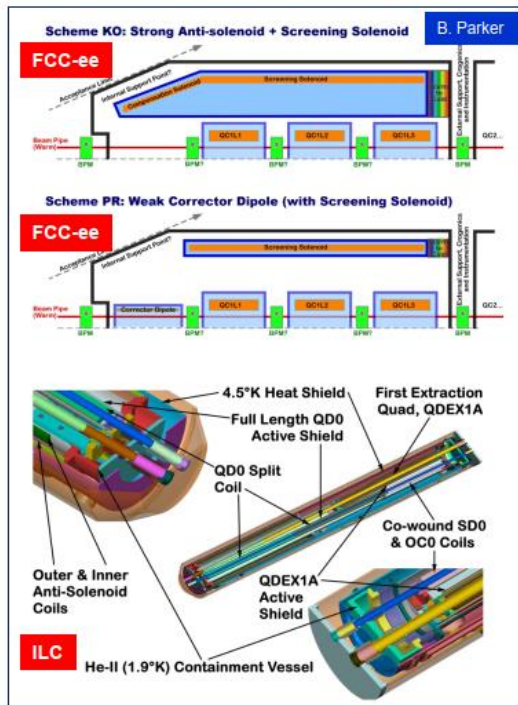 Scheme KO: Strong Anti-solenoid + Screening Solenoid
B. Parker
FCC-ee
Acceptance Line
Internal Support Point?
Compensation Solenoid
Screening Solenoid
External Support, Cryogenics
and Instrumentation
QC1L1
QC1L2
QC1L3
QC2...
Beam Pipe
(Warm)
BPM
BPM?
BPM?
BPM?
BPM
Scheme PR: Weak Corrector Dipole (with Screening Solenoid)
FCC-ee
Acceptance Line
Internal Support Point?
Screening Solenoid
External Support, Cryogenics
and Instrumentation
QC1L1
QC1L2
QC1L3
QC2...
Beam Pipe
(Warm)
Corrector Dipole
BPM
BPM?
BPM?
BPM?
BPM
4.5°K Heat Shield
First Extraction
Quad, QDEX1A
Full Length QD0
Active Shield
QD0 Split
Coil
Co-wound SD0
& OC0 Coils
Outer & Inner
Anti-Solenoid
Coils
QDEX1A
Active
Shield
ILC
He-II (1.9°K) Containment Vessel